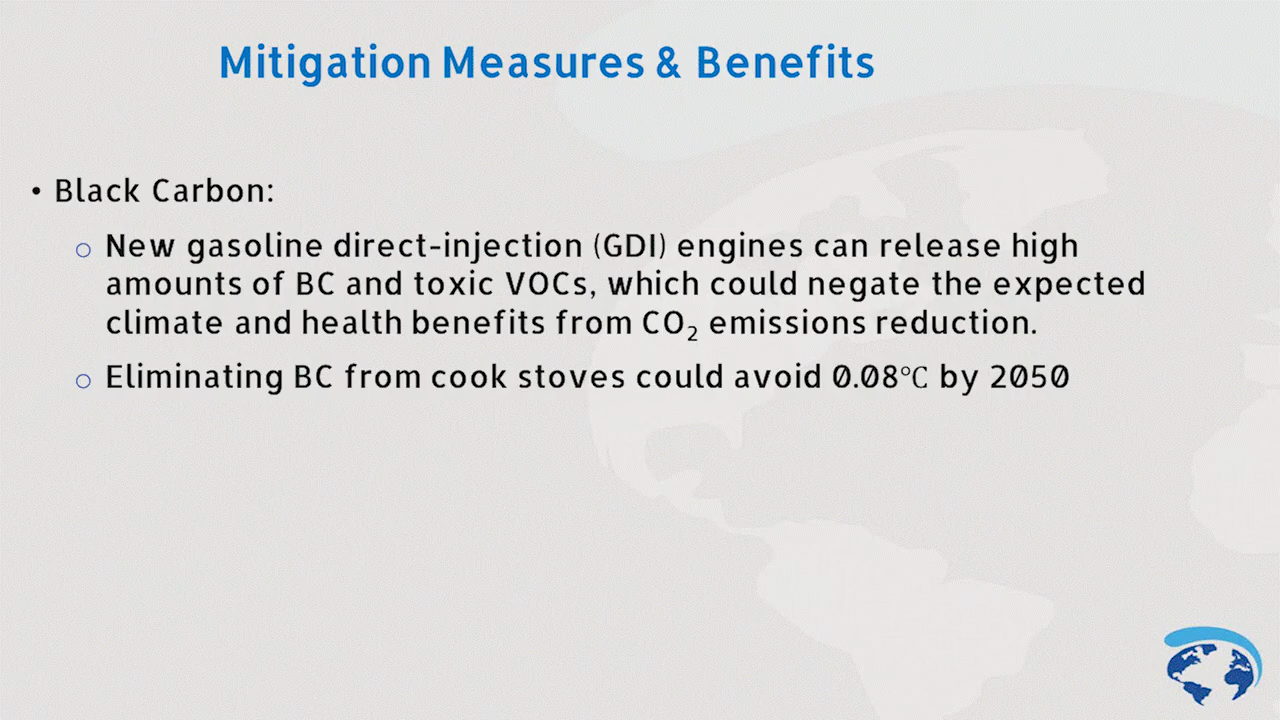 Mitigation Measures & Benefits
• Black Carbon:
○ New gasoline direct-injection (GDI) engines can release high
amounts of BC and toxic VOCs, which could negate the expected
climate and health benefits from CO₂ emissions reduction.
○ Eliminating BC from cook stoves could avoid 0.08℃ by 2050